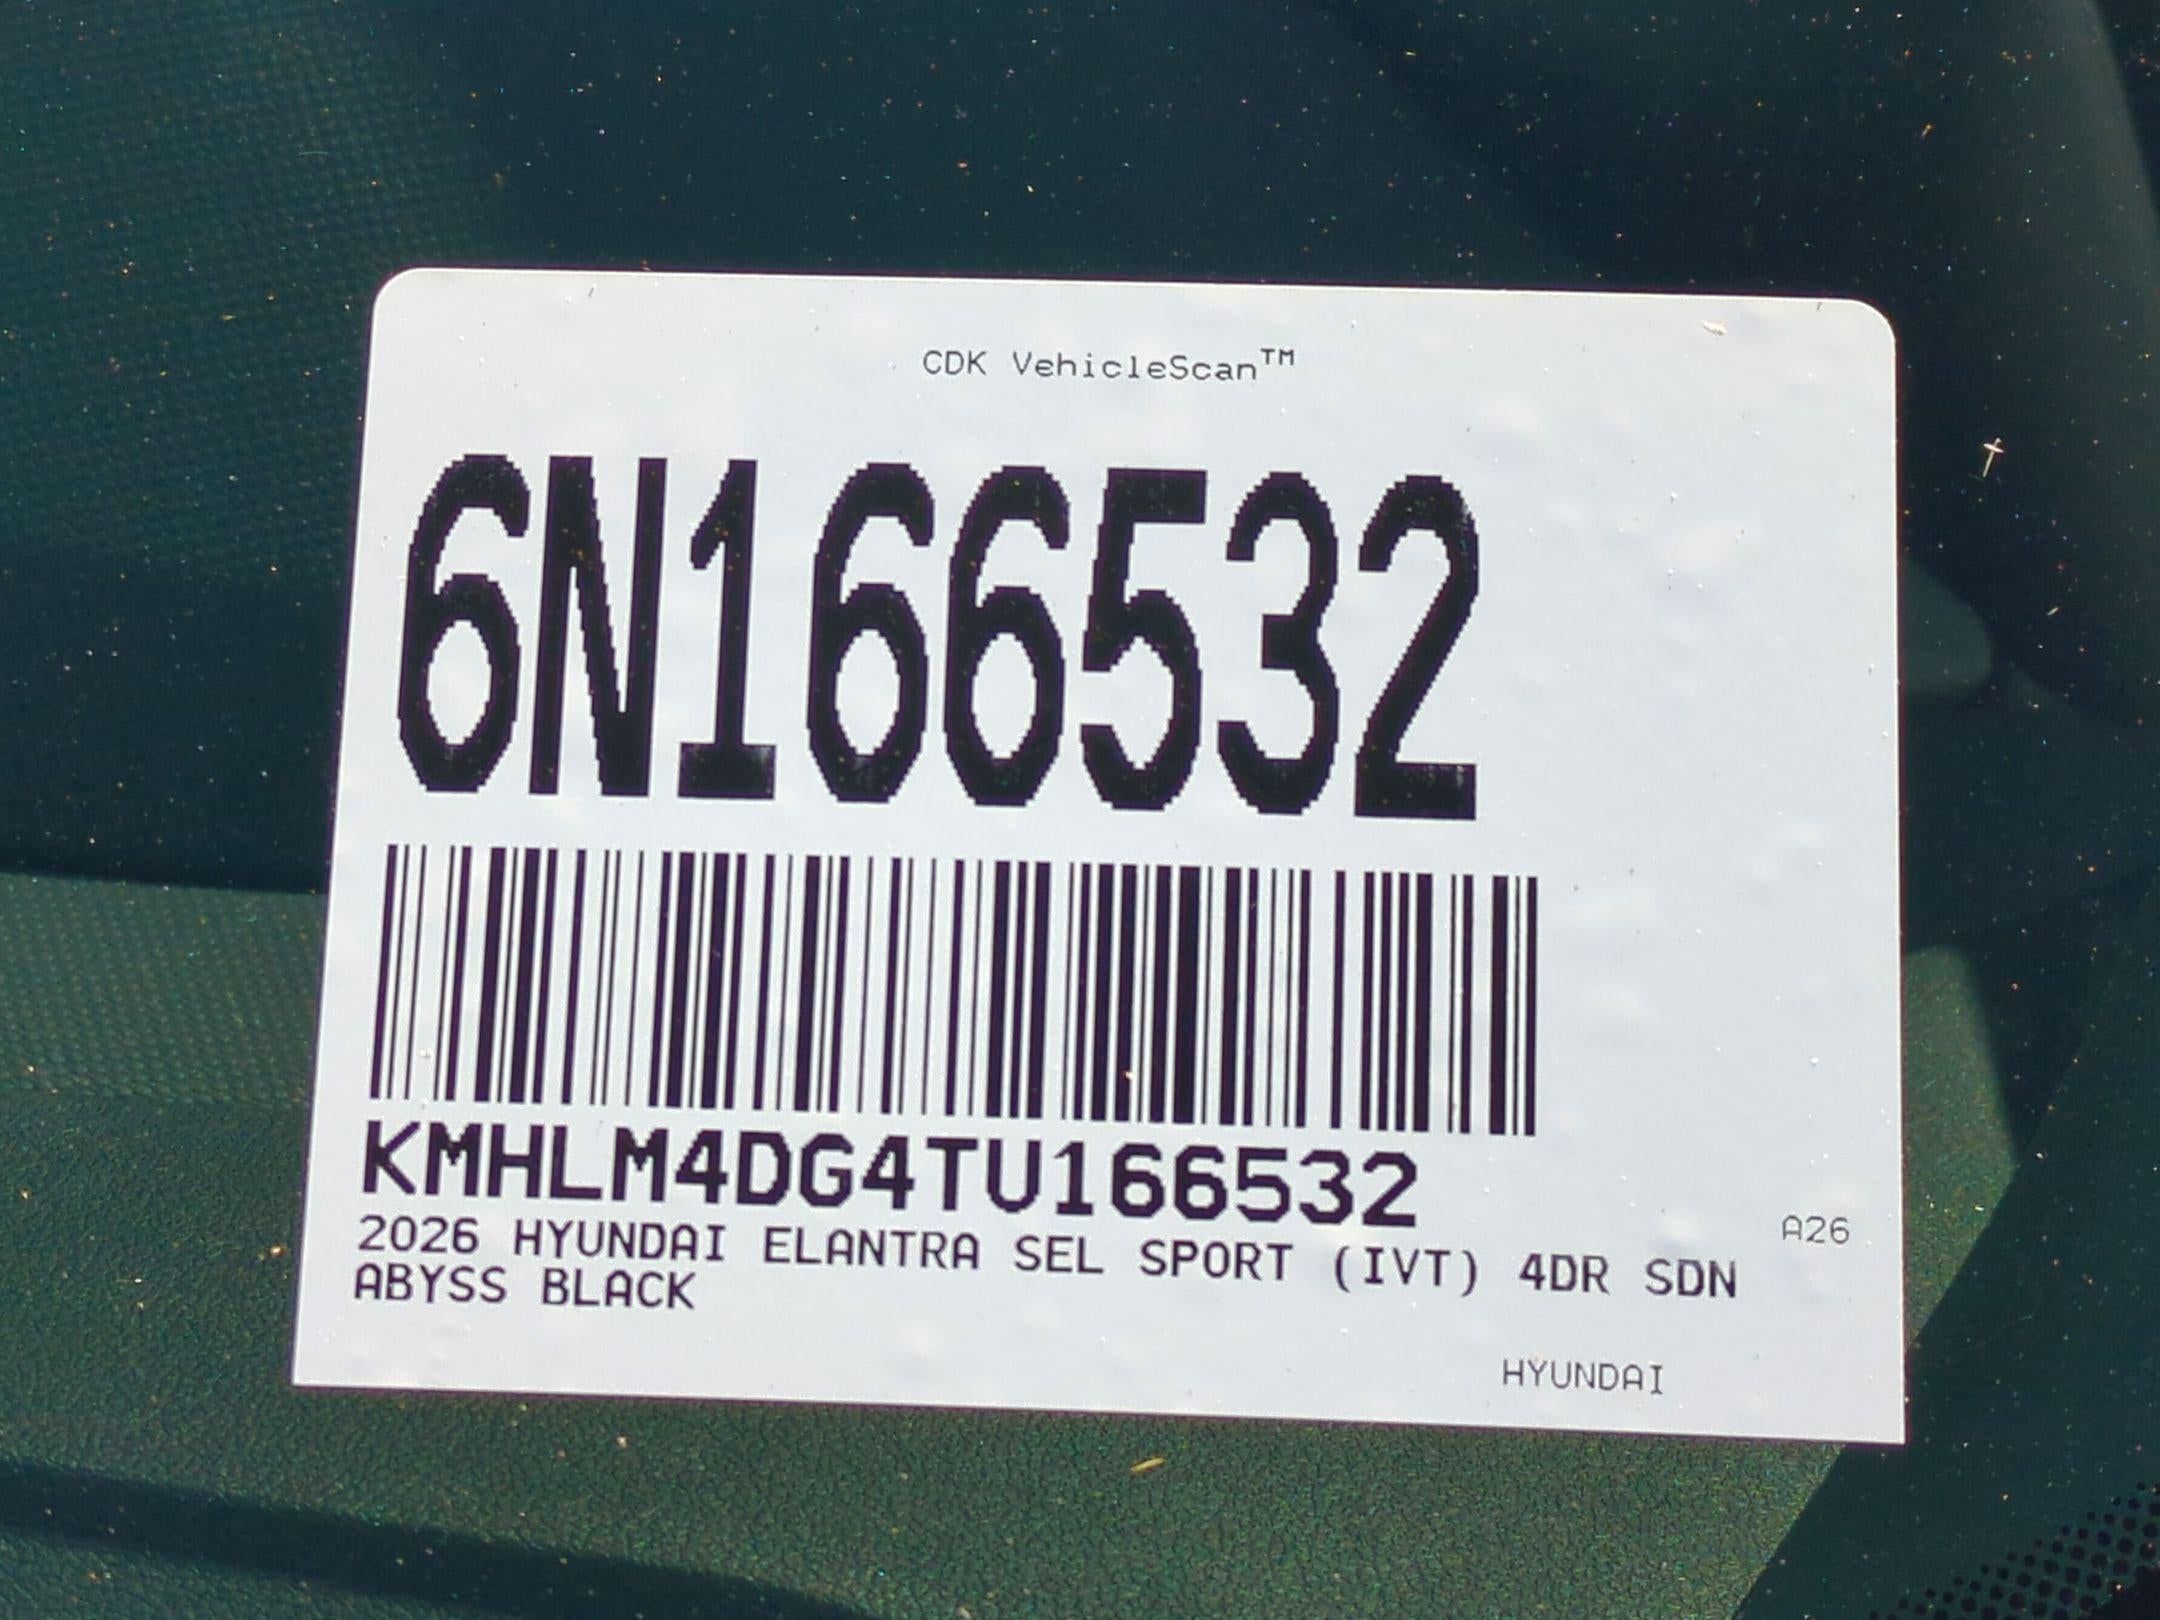 CDK VehicleScan™
6N166532
KMHLM4DG4TU166532
A26
2026 HYUNDAI ELANTRA SEL SPORT (IVT) 4DR SDN
ABYSS BLACK
HYUNDAI